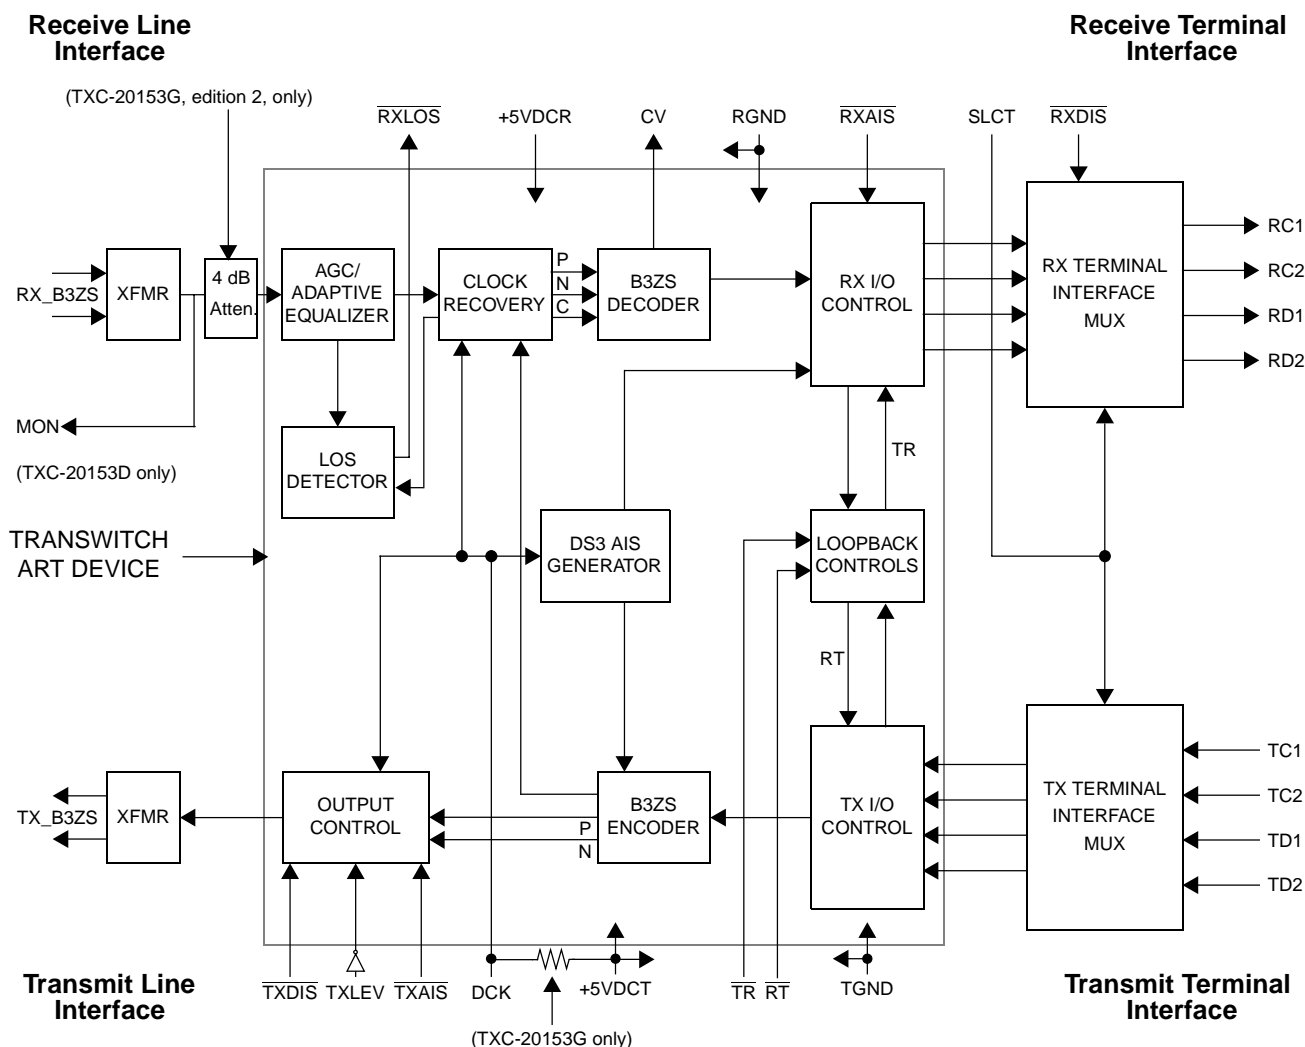 Receive Line
Interface
Receive Terminal
Interface
(TXC-20153G, edition 2, only)
RXLOS
+5VDCR
CV
RGND
RXAIS
SLCT
RXDIS
RX_B3ZS
XFMR
4 dB
Atten.
AGC/
ADAPTIVE
EQUALIZER
CLOCK
RECOVERY
P
N
C
B3ZS
DECODER
RX I/O
CONTROL
RX TERMINAL
INTERFACE
MUX
RC1
RC2
RD1
RD2
MON
(TXC-20153D only)
LOS
DETECTOR
TR
TRANSWITCH
ART DEVICE
DS3 AIS
GENERATOR
LOOPBACK
CONTROLS
RT
TX_B3ZS
XFMR
OUTPUT
CONTROL
P
N
B3ZS
ENCODER
TX I/O
CONTROL
TX TERMINAL
INTERFACE
MUX
TC1
TC2
TD1
TD2
Transmit Line
Interface
TXDIS
TXLEV
TXAIS
DCK
+5VDCT
TR
RT
TGND
Transmit Terminal
Interface
(TXC-20153G only)